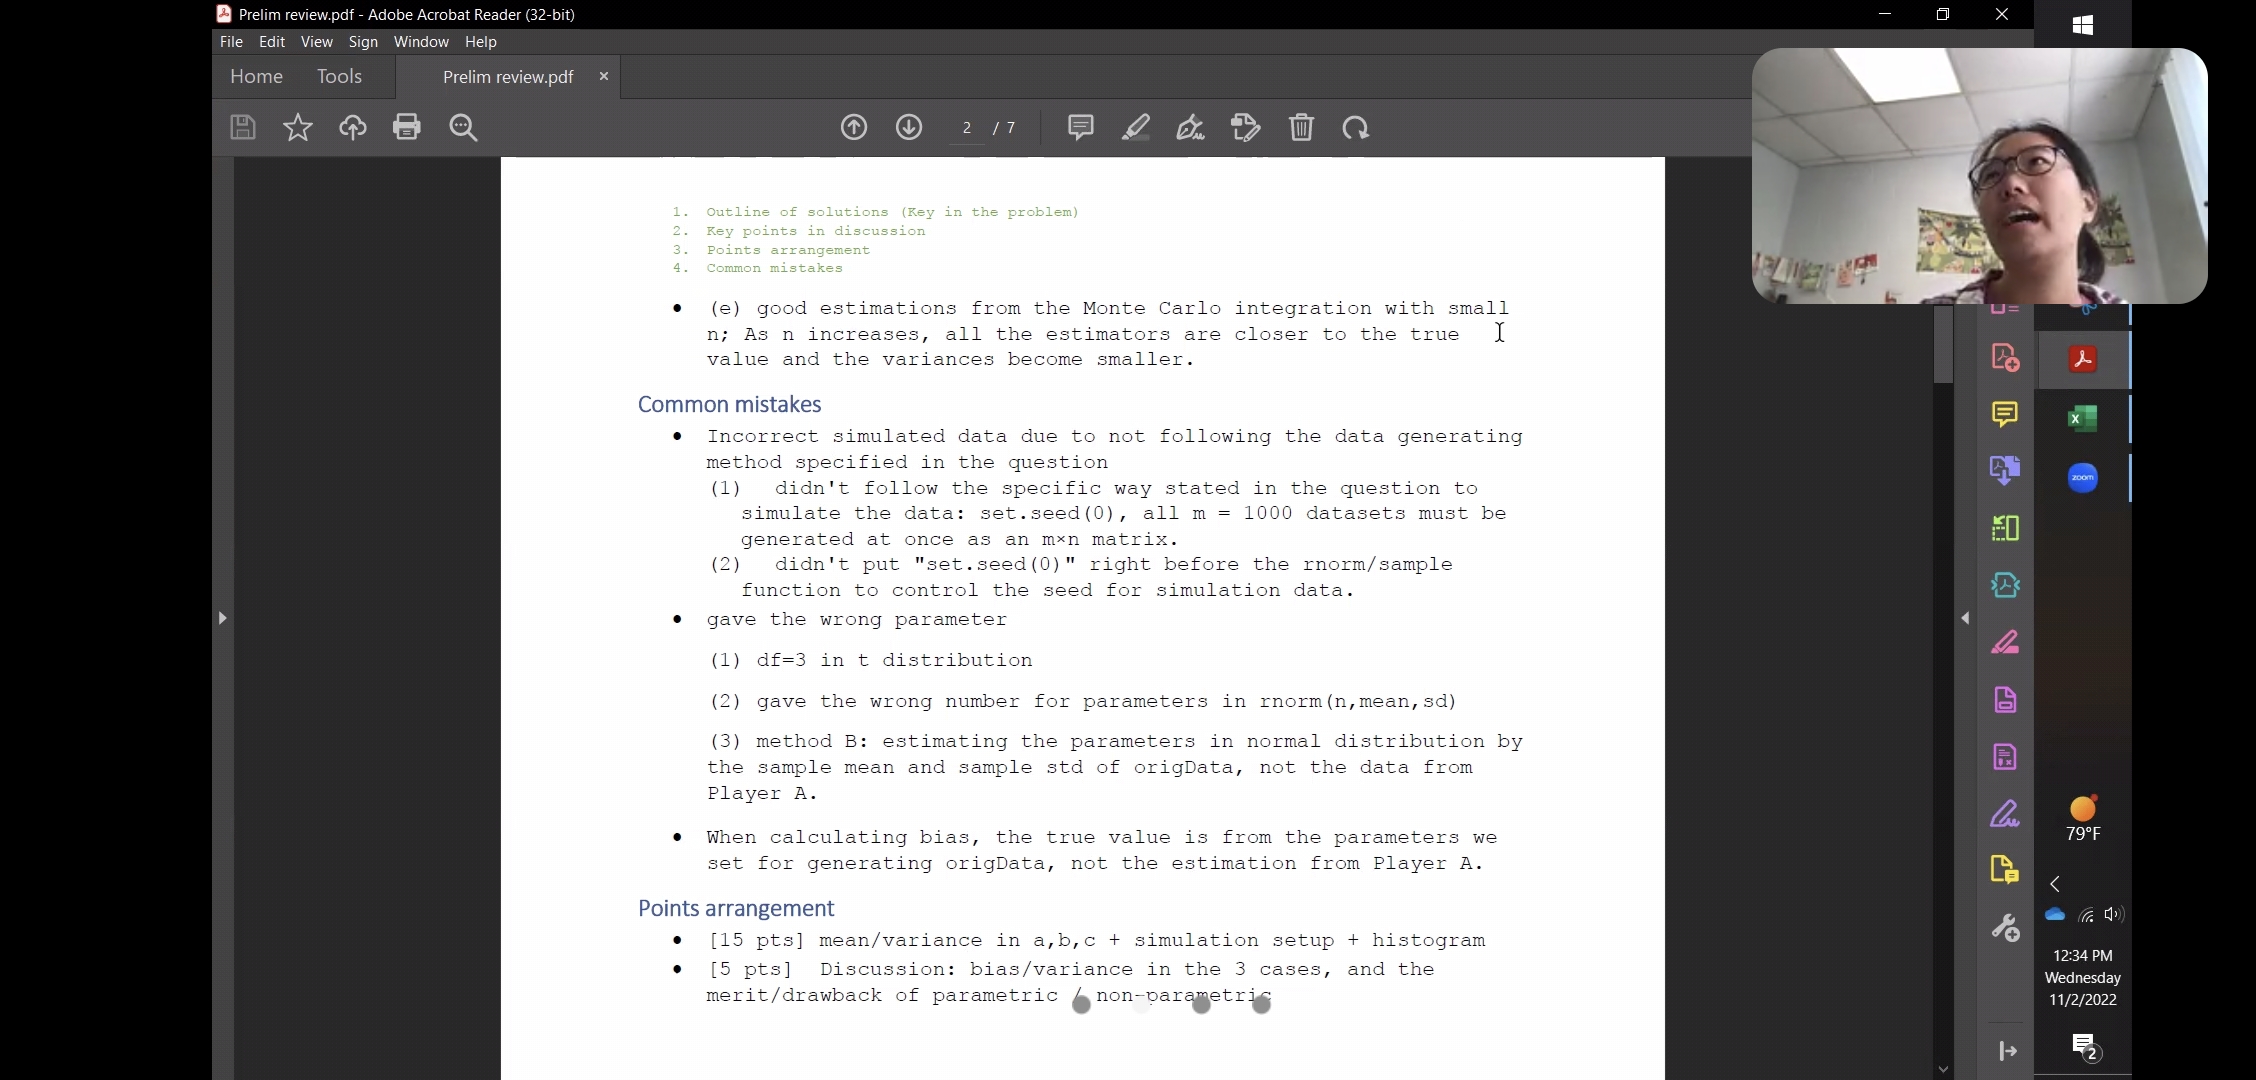 Prelim review.pdf - Adobe Acrobat Reader (32-bit)
File Edit View Sign Window Help
Home Tools Prelim review.pdf ×
2 / 7
1. Outline of solutions (Key in the problem)
2. Key points in discussion
3. Points arrangement
4. Common mistakes
• (e) good estimations from the Monte Carlo integration with small
n; As n increases, all the estimators are closer to the true
value and the variances become smaller.
Common mistakes
• Incorrect simulated data due to not following the data generating
method specified in the question
(1) didn't follow the specific way stated in the question to
simulate the data: set.seed(0), all m = 1000 datasets must be
generated at once as an m×n matrix.
(2) didn't put "set.seed(0)" right before the rnorm/sample
function to control the seed for simulation data.
• gave the wrong parameter
(1) df=3 in t distribution
(2) gave the wrong number for parameters in rnorm(n,mean,sd)
(3) method B: estimating the parameters in normal distribution by
the sample mean and sample std of origData, not the data from
Player A.
• When calculating bias, the true value is from the parameters we
set for generating origData, not the estimation from Player A.
Points arrangement
• [15 pts] mean/variance in a,b,c + simulation setup + histogram
• [5 pts] Discussion: bias/variance in the 3 cases, and the
merit/drawback of parametric / non-parametric
zoom
79°F
12:34 PM
Wednesday
11/2/2022
2